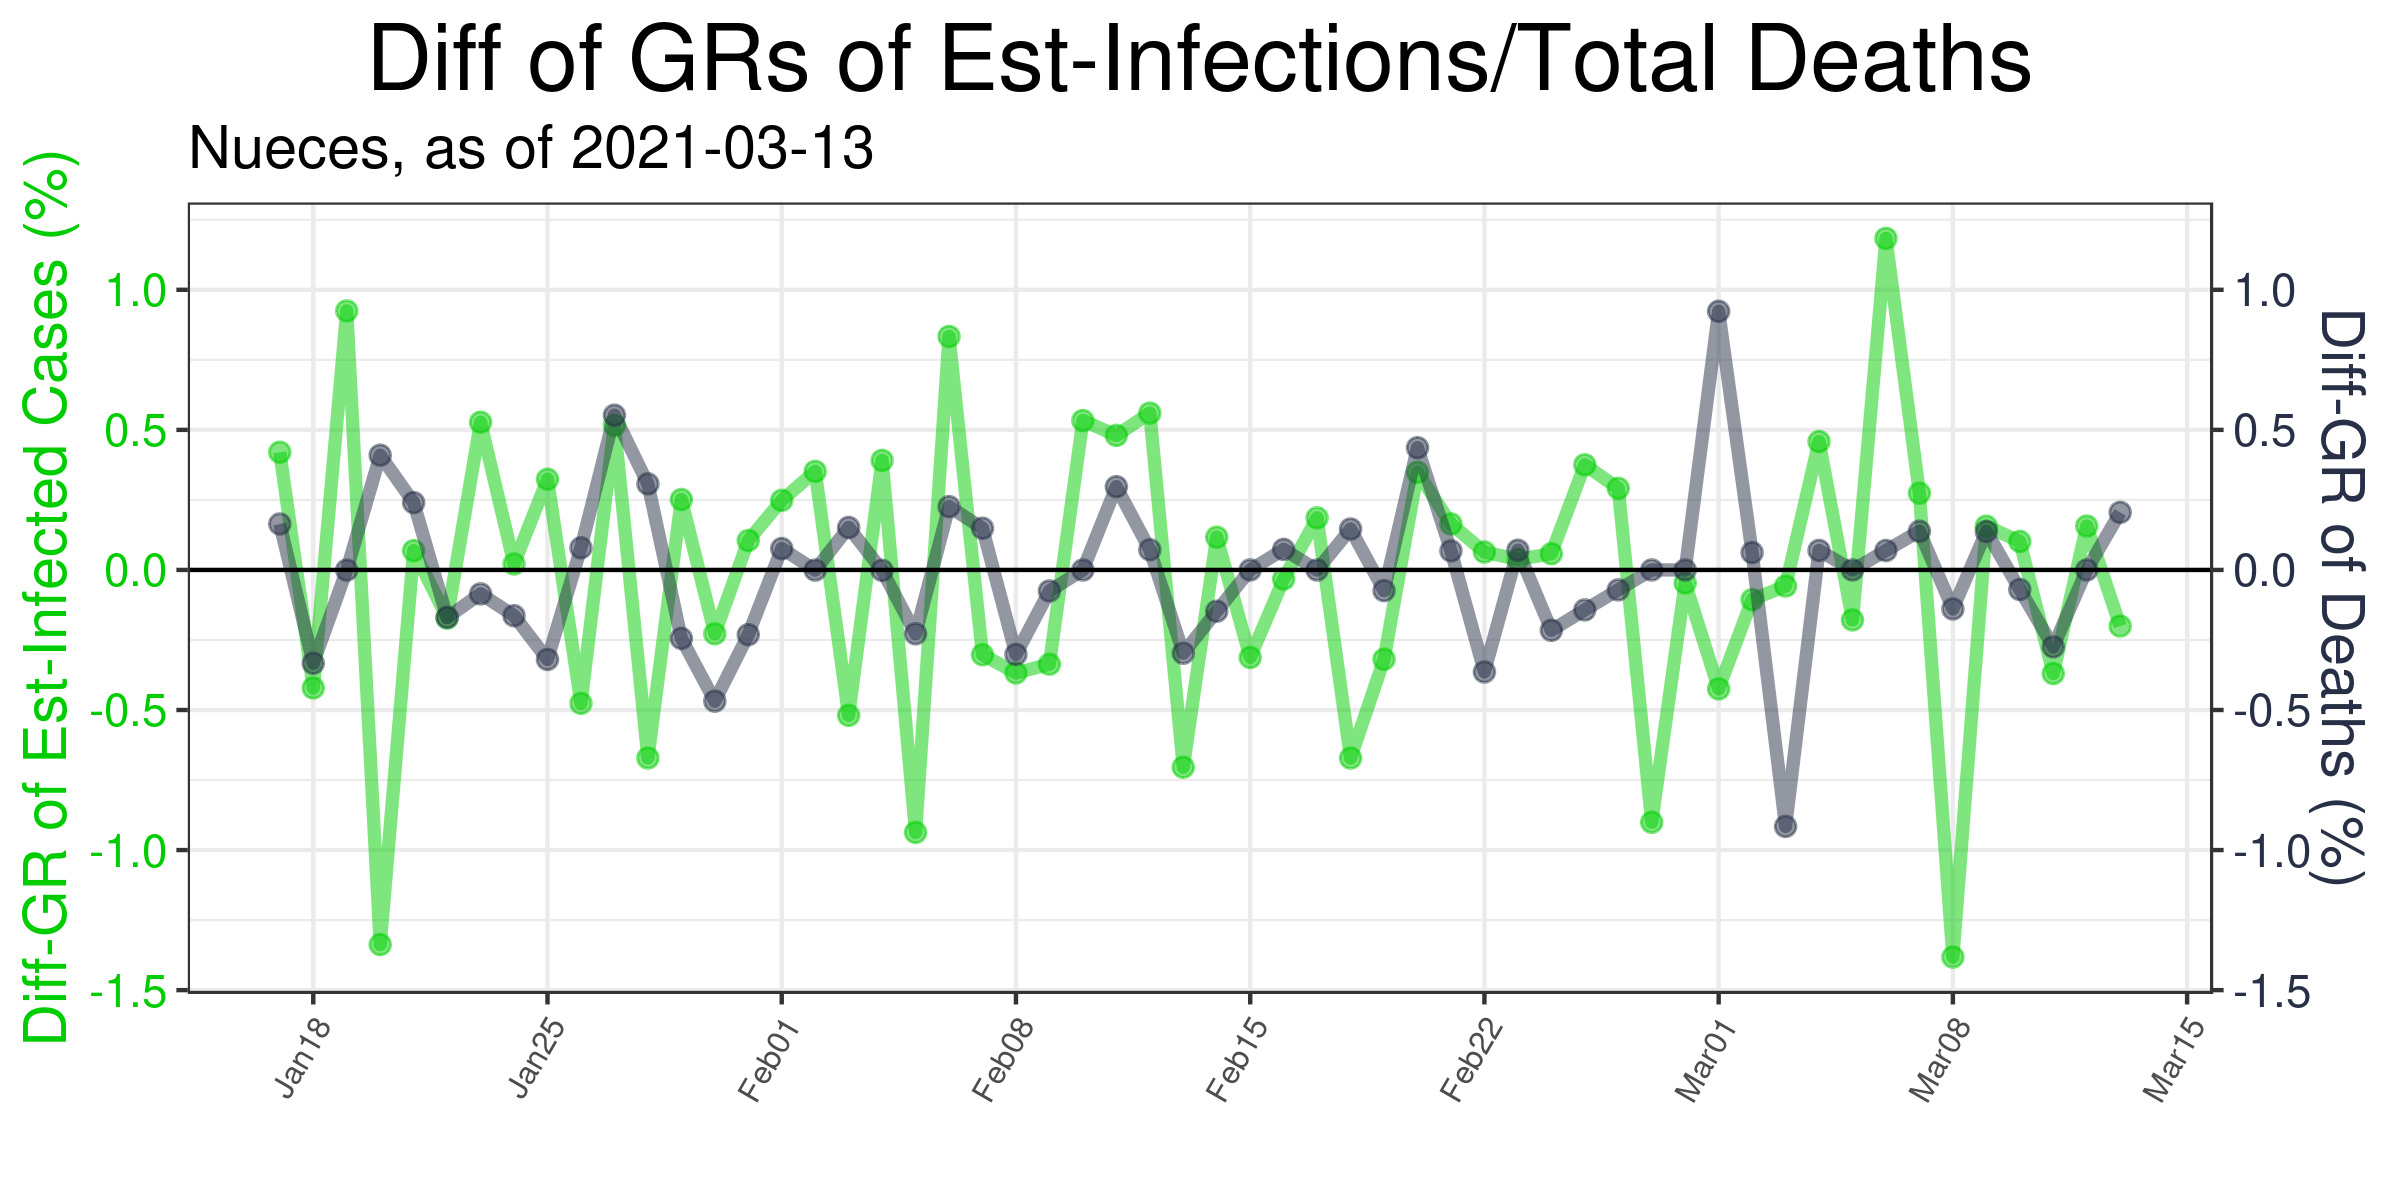 Diff of GRs of Est-Infections/Total Deaths
Nueces, as of 2021-03-13
Diff-GR of Est-Infected Cases (%)
1.0
0.5
0.0
-0.5
-1.0
-1.5
1.0
0.5
0.0
-0.5
-1.0
-1.5
Diff-GR of Deaths (%)
Jan18
Jan25
Feb01
Feb08
Feb15
Feb22
Mar01
Mar08
Mar15